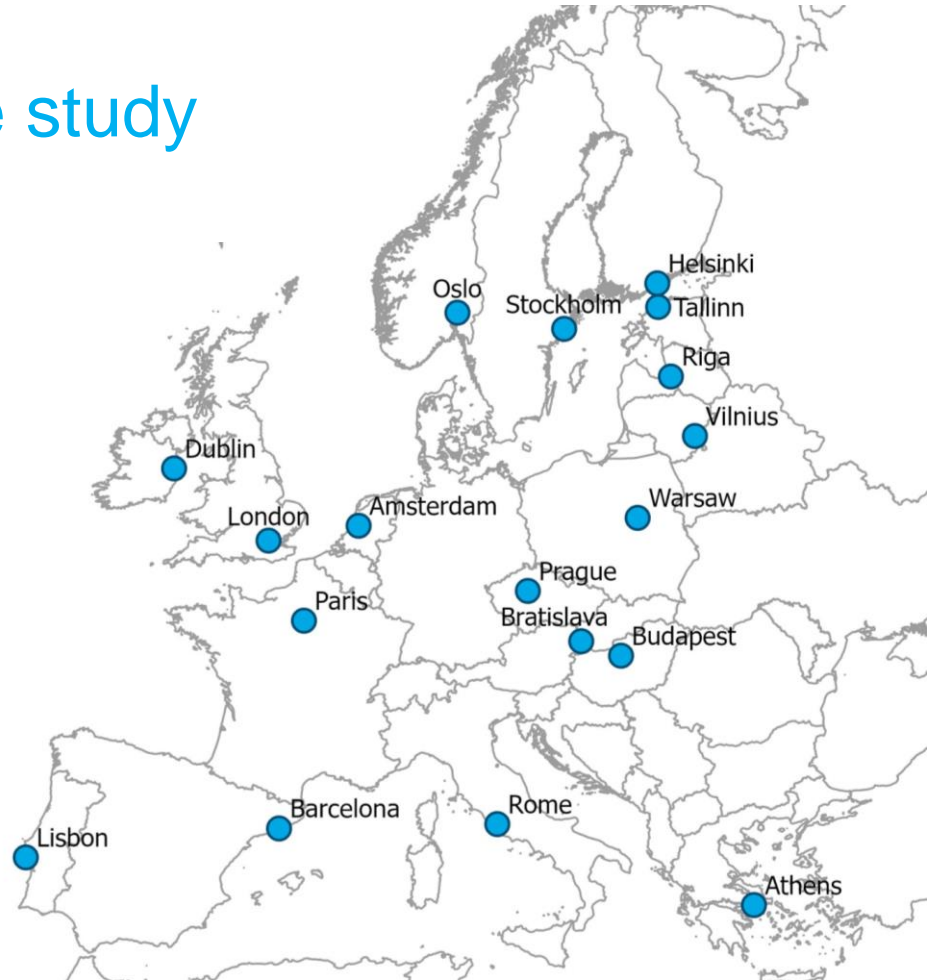 study
Helsinki
Oslo
Stockholm
Tallinn
Riga
Vilnius
Dublin
Warsaw
Amsterdam
London
Prague
Paris
Bratislava
Budapest
Barcelona
Rome
Lisbon
Athens